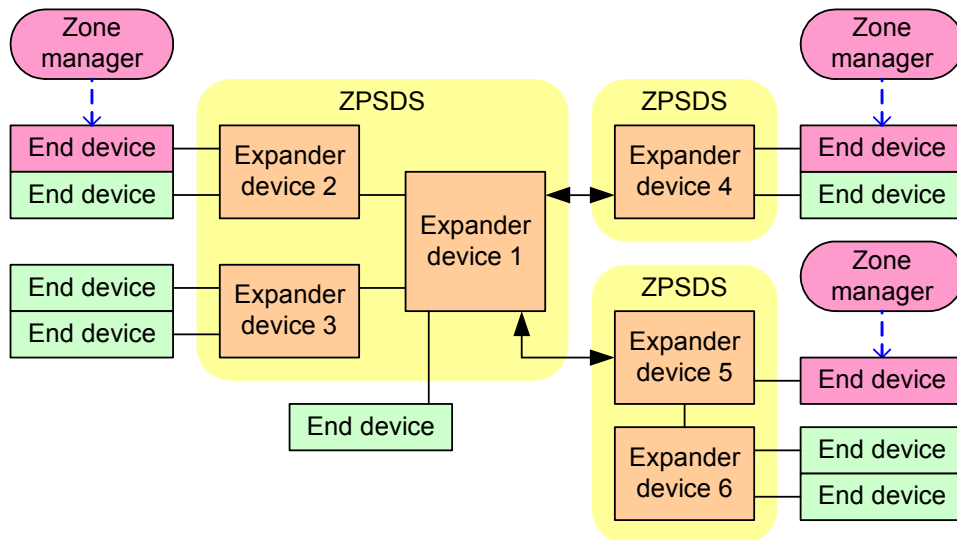 Zone
manager
End device
End device
ZPSDS
Expander
device 2
Expander
device 1
End device
End device
Expander
device 3
End device
ZPSDS
Expander
device 4
Zone
manager
End device
End device
ZPSDS
Expander
device 5
Expander
device 6
Zone
manager
End device
End device
End device